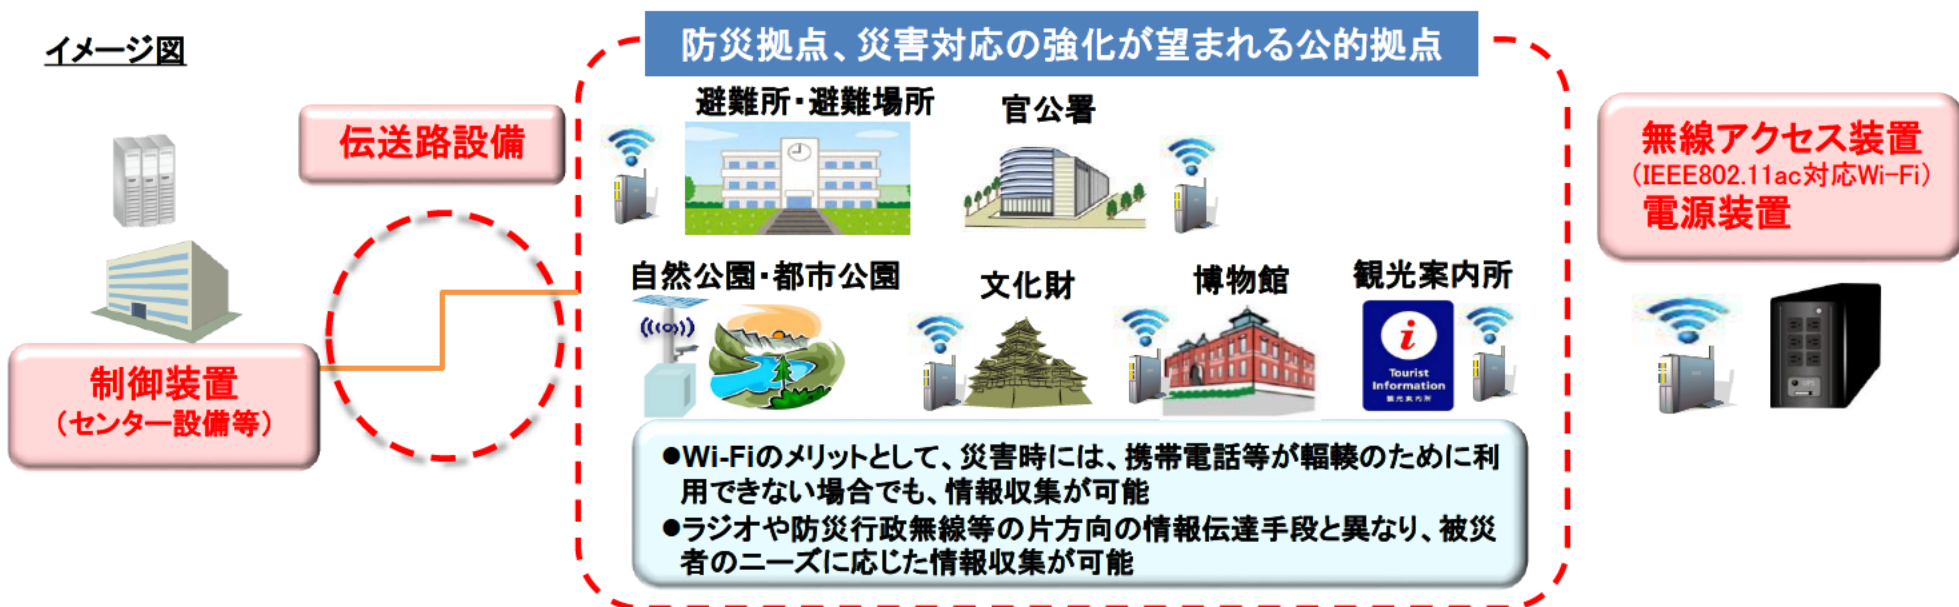 イメージ図
防災拠点、災害対応の強化が望まれる公的拠点
伝送路設備
避難所・避難場所
官公署
無線アクセス装置
(IEEE802.11ac対応Wi-Fi)
電源装置
自然公園・都市公園
文化財
博物館
観光案内所
i
Tourist
Information
観光案内所
制御装置
(センター設備等)
●Wi-Fiのメリットとして、災害時には、携帯電話等が輻輳のために利
用できない場合でも、情報収集が可能
●ラジオや防災行政無線等の片方向の情報伝達手段と異なり、被災
者のニーズに応じた情報収集が可能